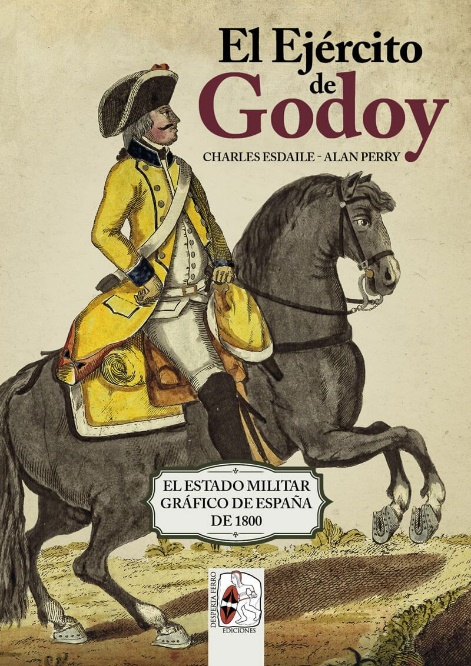 El Ejército
de
Godoy
CHARLES ESDAILE - ALAN PERRY
EL ESTADO MILITAR
GRÁFICO DE ESPAÑA
DE 1800
DESPERTA FERRO
EDICIONES